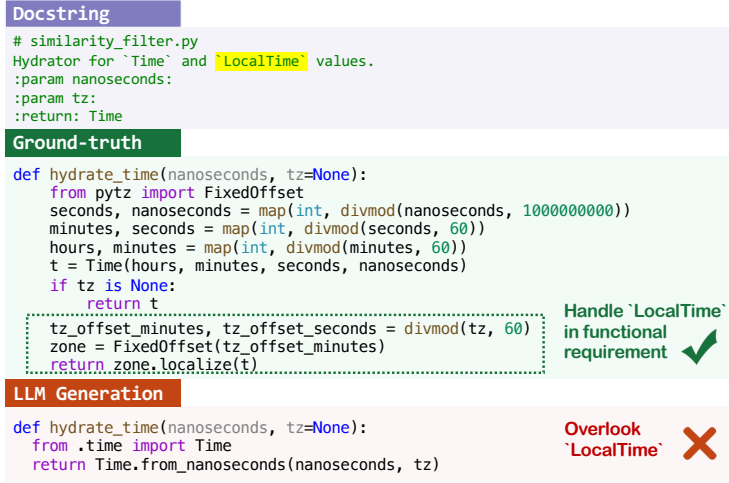 Docstring
# similarity_filter.py
Hydrator for `Time` and `LocalTime` values.
:param nanoseconds:
:param tz:
:return: Time
Ground-truth
def hydrate_time(nanoseconds, tz=None):
    from pytz import FixedOffset
    seconds, nanoseconds = map(int, divmod(nanoseconds, 1000000000))
    minutes, seconds = map(int, divmod(seconds, 60))
    hours, minutes = map(int, divmod(minutes, 60))
    t = Time(hours, minutes, seconds, nanoseconds)
    if tz is None:
        return t
    tz_offset_minutes, tz_offset_seconds = divmod(tz, 60)
    zone = FixedOffset(tz_offset_minutes)
    return zone.localize(t)
Handle `LocalTime`
in functional
requirement
LLM Generation
def hydrate_time(nanoseconds, tz=None):
  from .time import Time
  return Time.from_nanoseconds(nanoseconds, tz)
Overlook
`LocalTime`